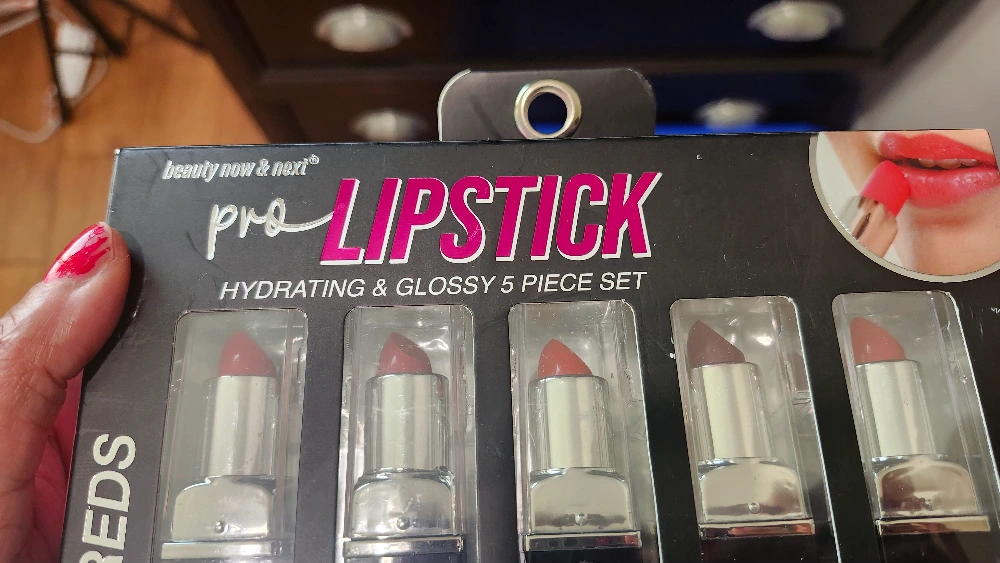 beauty now & next®
pro LIPSTICK
HYDRATING & GLOSSY 5 PIECE SET
REDS